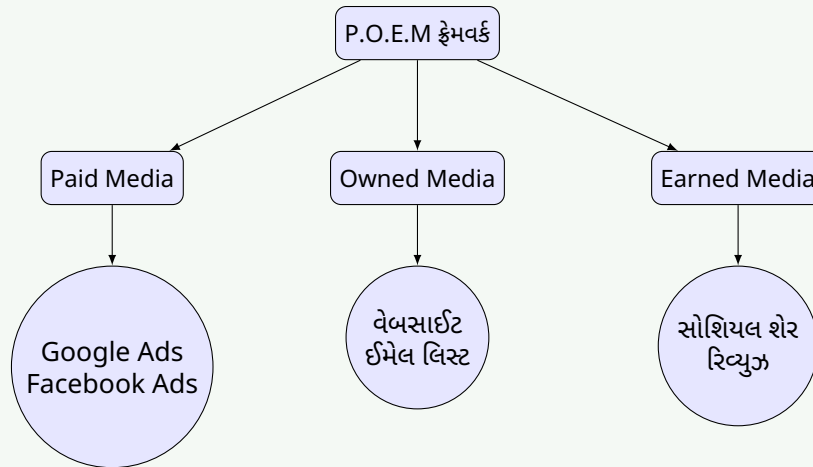 P.O.E.M ફ્રેમવર્ક
Paid Media
Owned Media
Earned Media
Google Ads
Facebook Ads
વેબસાઈટ
ઈમેલ લિસ્ટ
સોશિયલ શેર
રિવ્યુઝ